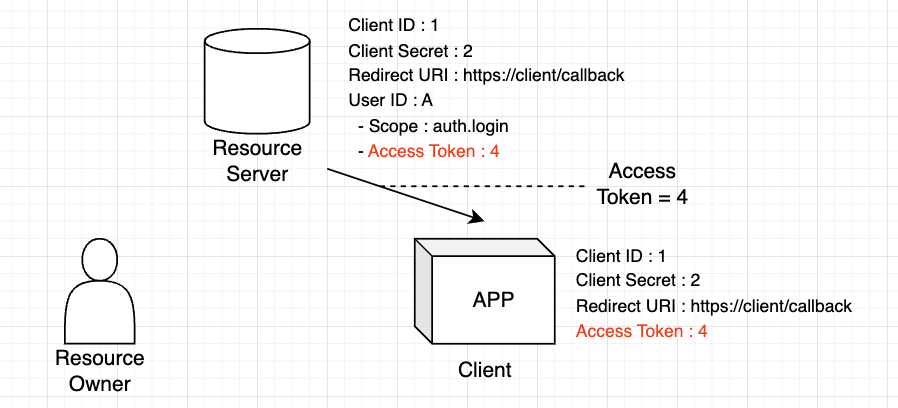 Client ID : 1
Client Secret : 2
Redirect URI : https://client/callback
User ID : A
- Scope : auth.login
- Access Token : 4
Resource
Server
Access
Token = 4
Client ID : 1
Client Secret : 2
Redirect URI : https://client/callback
Access Token : 4
APP
Client
Resource
Owner